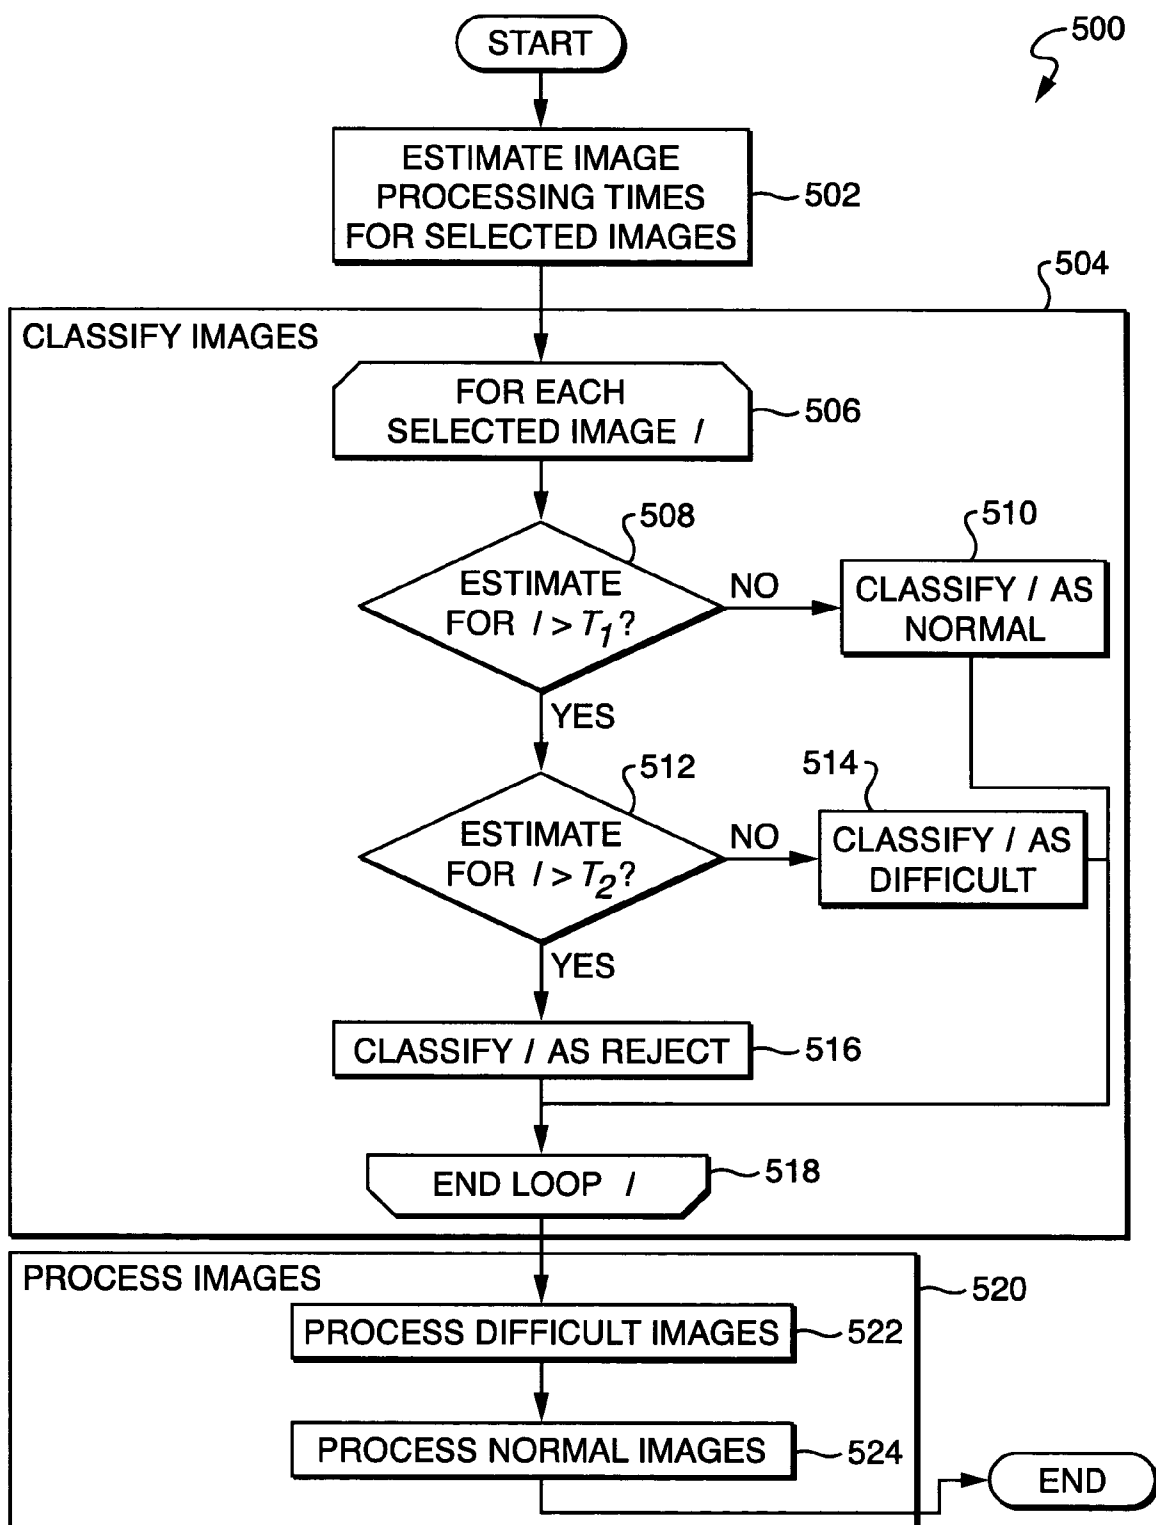 START
500
ESTIMATE IMAGE
PROCESSING TIMES
FOR SELECTED IMAGES
502
504
CLASSIFY IMAGES
FOR EACH
SELECTED IMAGE I
506
508
ESTIMATE
FOR I > T1?
NO
510
CLASSIFY I AS
NORMAL
YES
512
ESTIMATE
FOR I > T2?
NO
514
CLASSIFY I AS
DIFFICULT
YES
CLASSIFY I AS REJECT
516
END LOOP I
518
PROCESS IMAGES
520
PROCESS DIFFICULT IMAGES
522
PROCESS NORMAL IMAGES
524
END